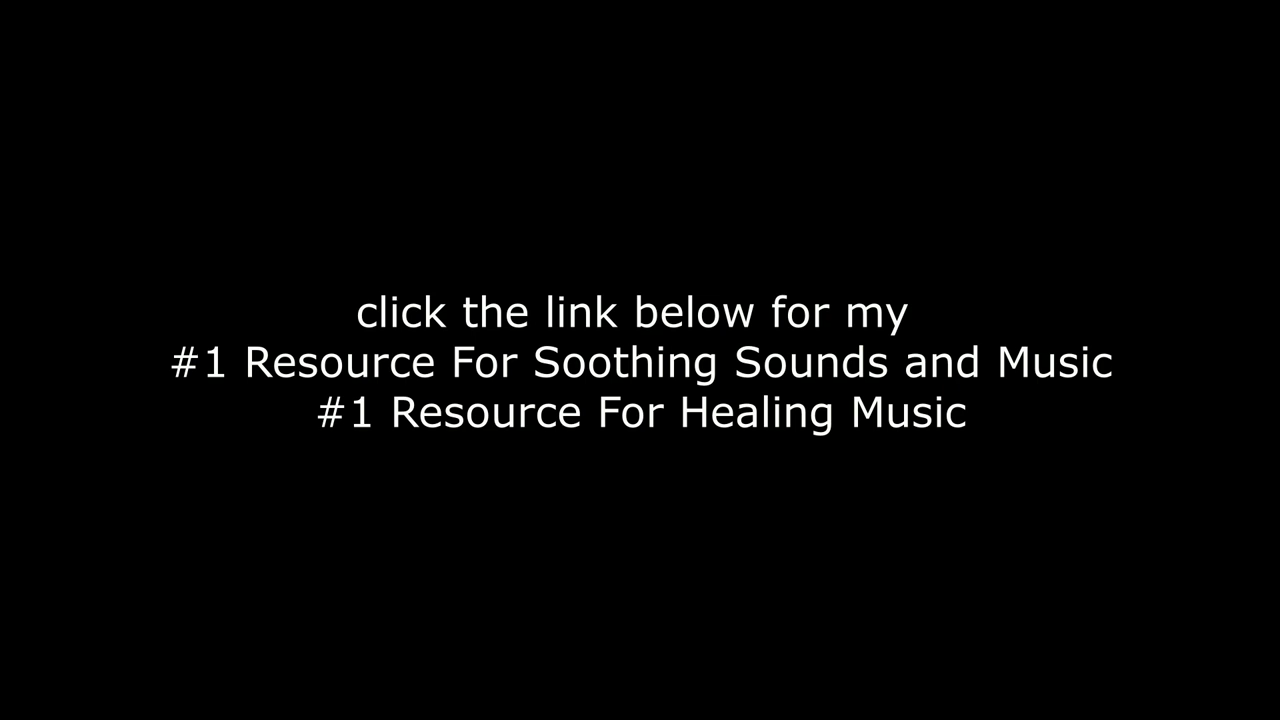 click the link below for my
#1 Resource For Soothing Sounds and Music
#1 Resource For Healing Music